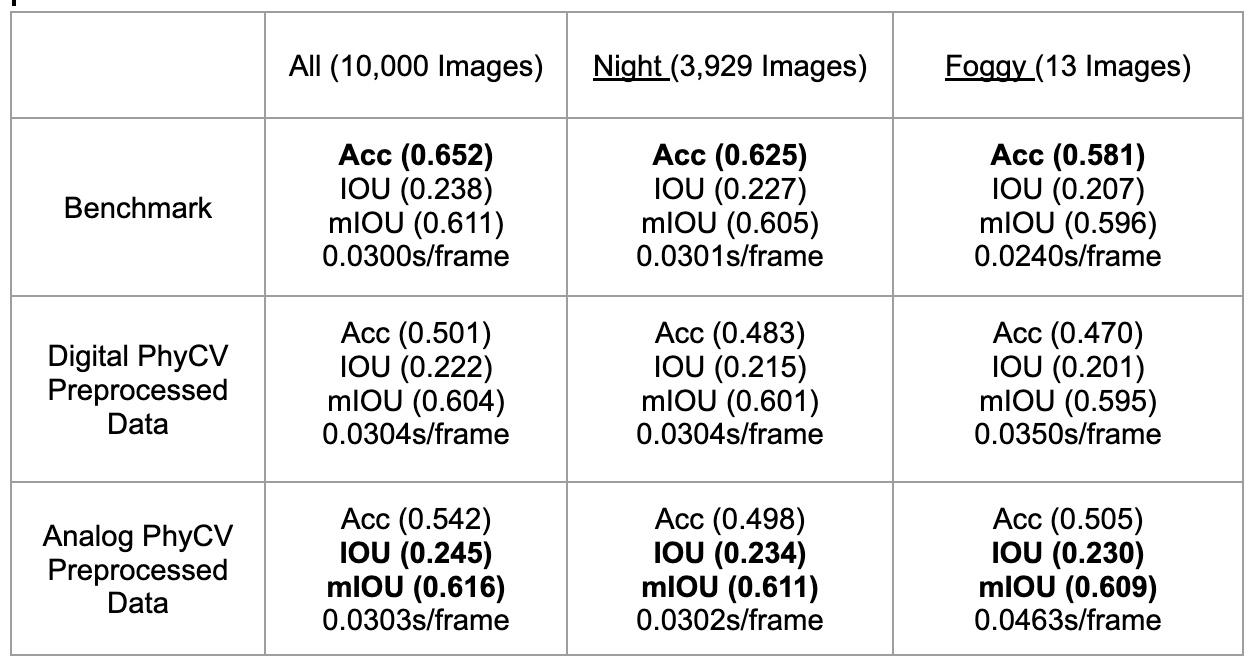 All (10,000 Images)
Night (3,929 Images)
Foggy (13 Images)
Benchmark
Acc (0.652)
IOU (0.238)
mIOU (0.611)
0.0300s/frame
Acc (0.625)
IOU (0.227)
mIOU (0.605)
0.0301s/frame
Acc (0.581)
IOU (0.207)
mIOU (0.596)
0.0240s/frame
Digital PhyCV
Preprocessed
Data
Acc (0.501)
IOU (0.222)
mIOU (0.604)
0.0304s/frame
Acc (0.483)
IOU (0.215)
mIOU (0.601)
0.0304s/frame
Acc (0.470)
IOU (0.201)
mIOU (0.595)
0.0350s/frame
Analog PhyCV
Preprocessed
Data
Acc (0.542)
IOU (0.245)
mIOU (0.616)
0.0303s/frame
Acc (0.498)
IOU (0.234)
mIOU (0.611)
0.0302s/frame
Acc (0.505)
IOU (0.230)
mIOU (0.609)
0.0463s/frame